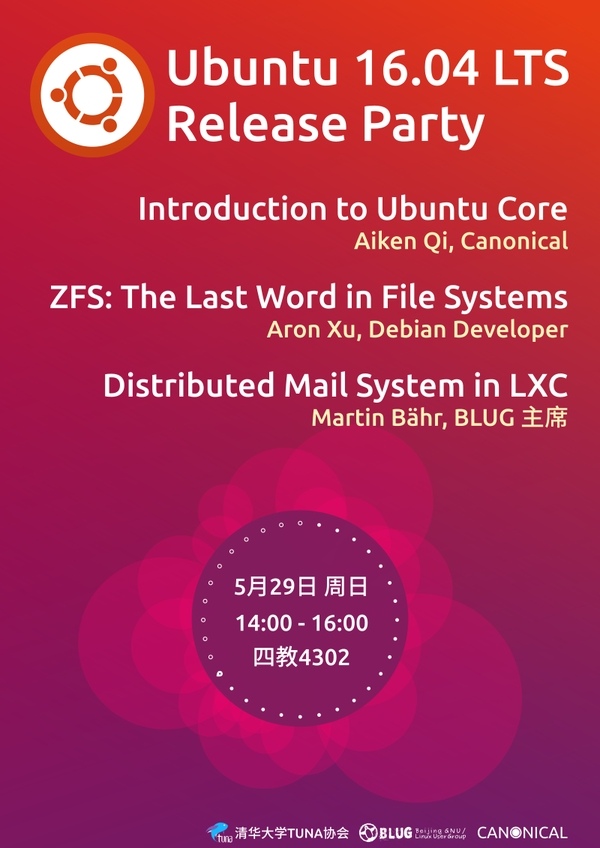 Ubuntu 16.04 LTS
Release Party
Introduction to Ubuntu Core
Aiken Qi, Canonical
ZFS: The Last Word in File Systems
Aron Xu, Debian Developer
Distributed Mail System in LXC
Martin Bähr, BLUG 主席
5月29日 周日
14:00 - 16:00
四教4302
tuna 清华大学TUNA协会
BLUG Beijing GNU/
Linux User Group
CANONICAL